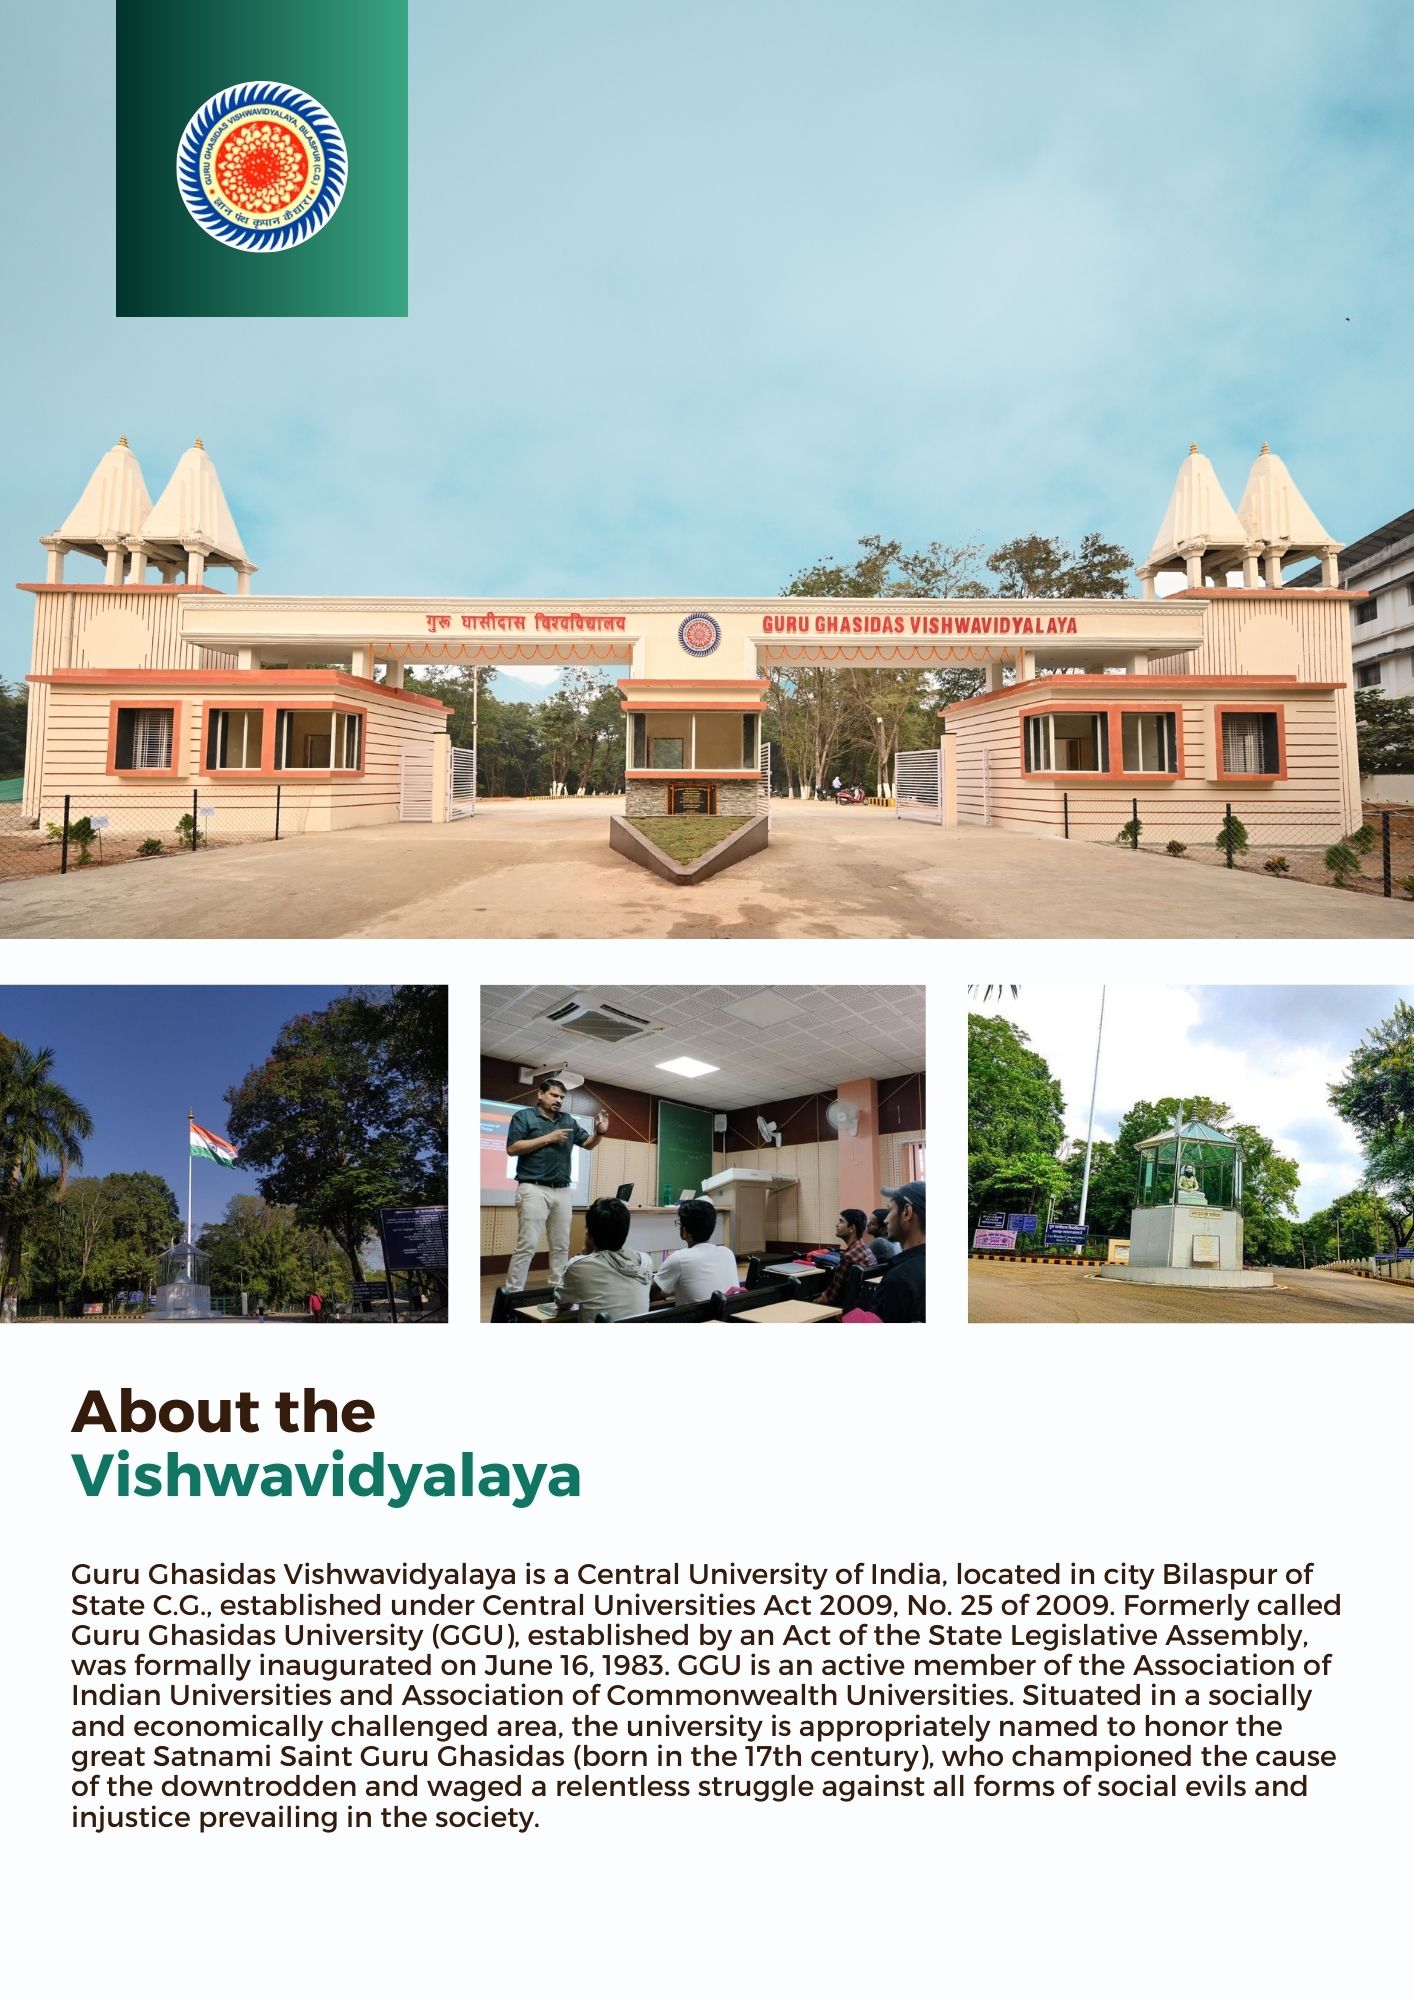 GURU GHASIDAS VISHWAVIDYALAYA, BILASPUR (C.G.)
गुरू घासीदास विश्वविद्यालय
GURU GHASIDAS VISHWAVIDYALAYA
About the
Vishwavidyalaya
Guru Ghasidas Vishwavidyalaya is a Central University of India, located in city Bilaspur of
State C.G., established under Central Universities Act 2009, No. 25 of 2009. Formerly called
Guru Ghasidas University (GGU), established by an Act of the State Legislative Assembly,
was formally inaugurated on June 16, 1983. GGU is an active member of the Association of
Indian Universities and Association of Commonwealth Universities. Situated in a socially
and economically challenged area, the university is appropriately named to honor the
great Satnami Saint Guru Ghasidas (born in the 17th century), who championed the cause
of the downtrodden and waged a relentless struggle against all forms of social evils and
injustice prevailing in the society.